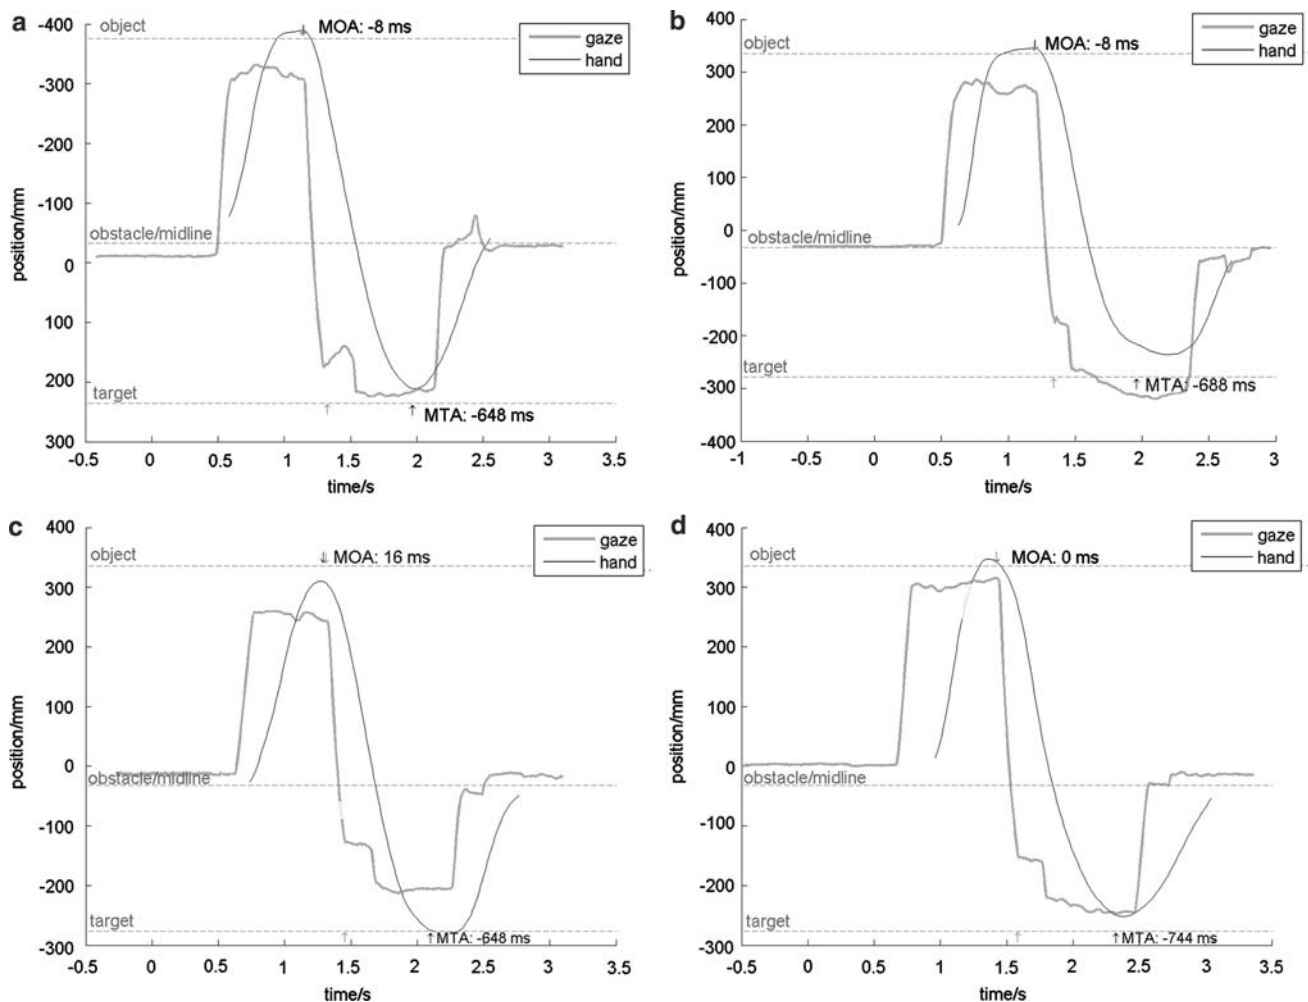 a
-400
object
MOA: -8 ms
gaze
hand
-300
-200
position/mm
-100
obstacle/midline
0
100
200
target
MTA: -648 ms
300
-0.5 0 0.5 1 1.5 2 2.5 3 3.5
time/s
b
400
object
MOA: -8 ms
gaze
hand
300
200
100
position/mm
0
obstacle/midline
-100
-200
target
-300
MTA: -688 ms
-400
-1 -0.5 0 0.5 1 1.5 2 2.5 3
time/s
c
400
object
MOA: 16 ms
gaze
hand
300
200
100
position/mm
0
obstacle/midline
-100
-200
target
-300
MTA: -648 ms
-0.5 0 0.5 1 1.5 2 2.5 3 3.5
time/s
d
400
object
MOA: 0 ms
gaze
hand
300
200
100
position/mm
0
obstacle/midline
-100
-200
target
-300
MTA: -744 ms
-0.5 0 0.5 1 1.5 2 2.5 3 3.5
time/s